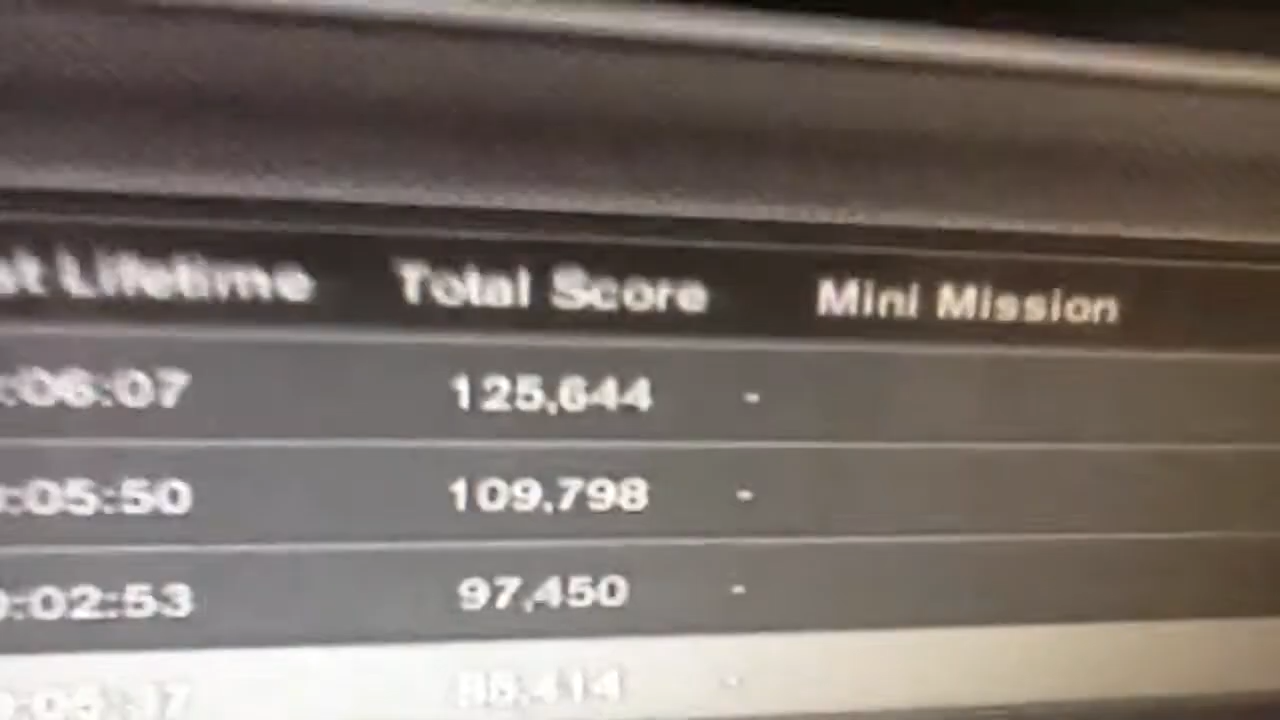 Lifetime Total Score Mini Mission
:06:07 125,644 -
:05:50 109,798 -
:02:53 97,450 -